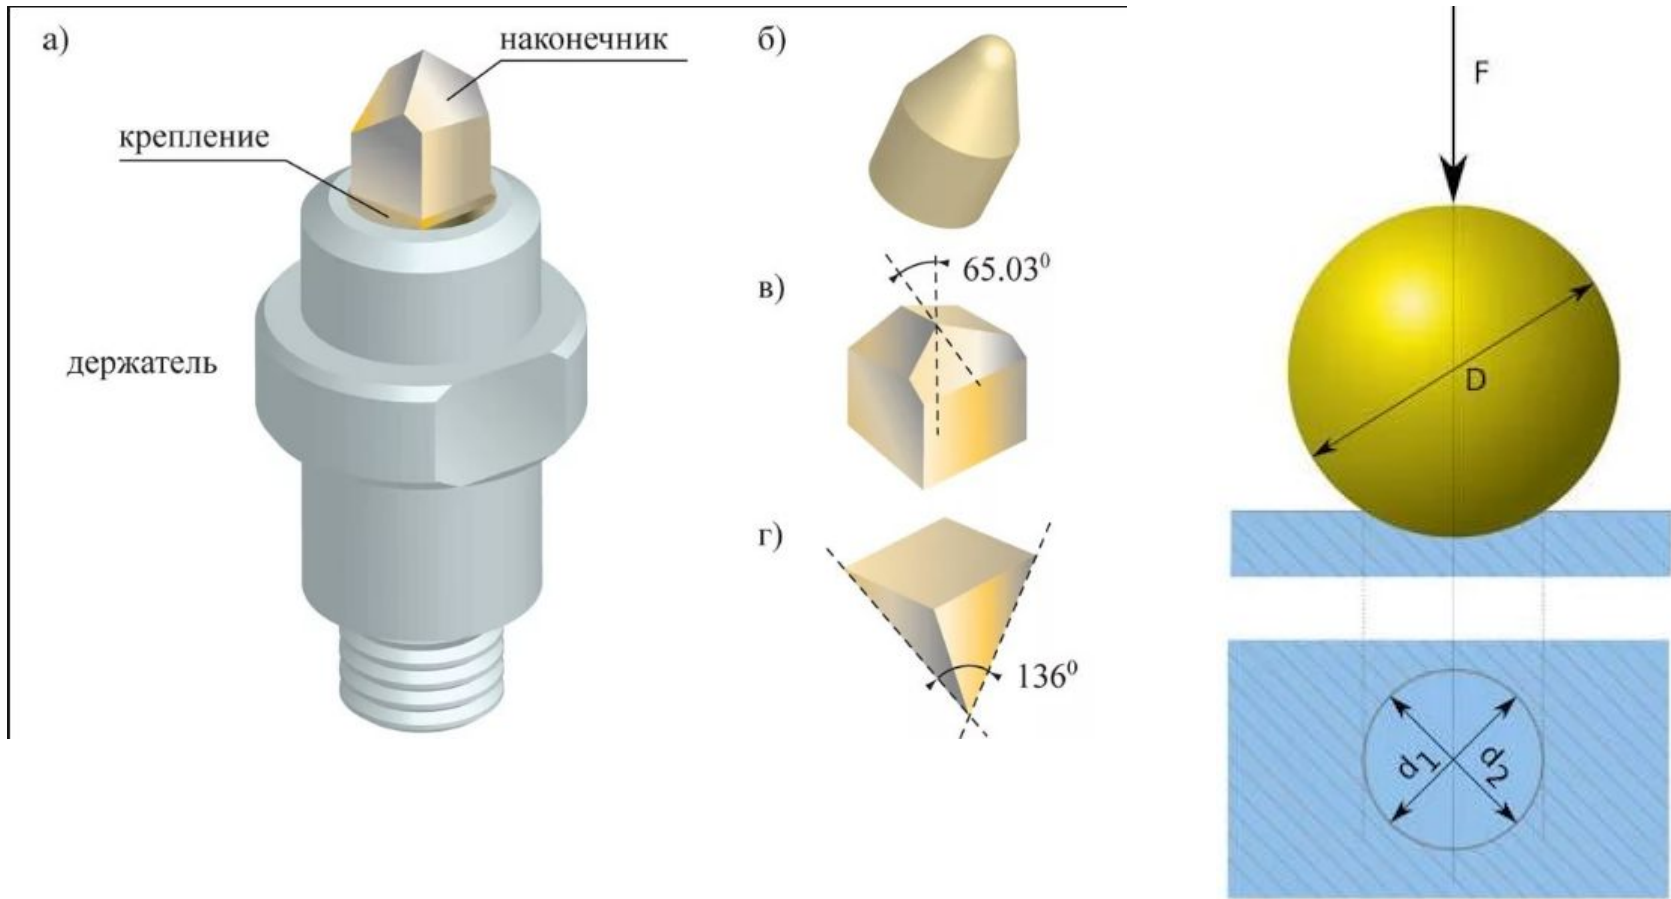 а)
наконечник
крепление
держатель
б)
в)
65.03⁰
г)
136⁰
F
D
d₁
d₂